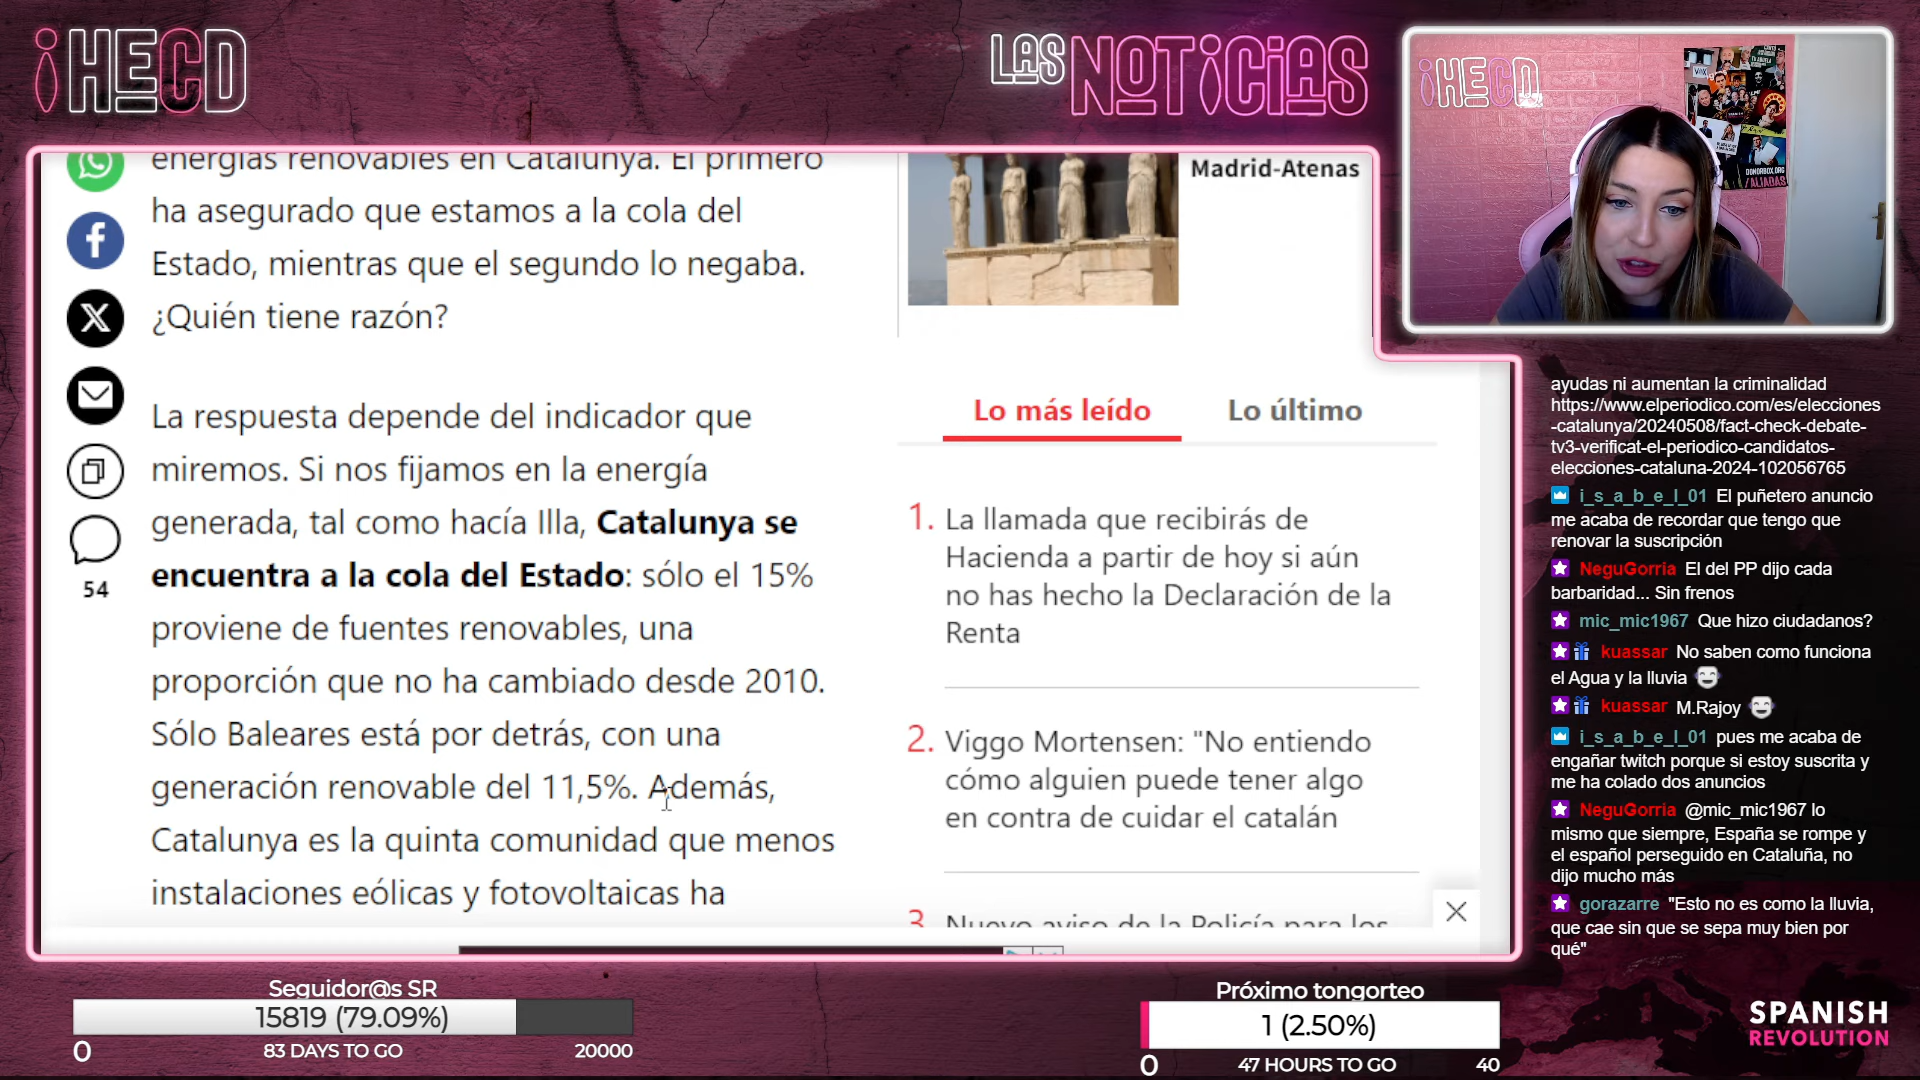 iHECD
LAS NOTiCiAS
energías renovables en Catalunya. El primero
ha asegurado que estamos a la cola del
Estado, mientras que el segundo lo negaba.
¿Quién tiene razón?
La respuesta depende del indicador que
miremos. Si nos fijamos en la energía
generada, tal como hacía Illa, Catalunya se
encuentra a la cola del Estado: sólo el 15%
proviene de fuentes renovables, una
proporción que no ha cambiado desde 2010.
Sólo Baleares está por detrás, con una
generación renovable del 11,5%. Además,
Catalunya es la quinta comunidad que menos
instalaciones eólicas y fotovoltaicas ha
54
Madrid-Atenas
Lo más leído
Lo último
1. La llamada que recibirás de
Hacienda a partir de hoy si aún
no has hecho la Declaración de la
Renta
2. Viggo Mortensen: "No entiendo
cómo alguien puede tener algo
en contra de cuidar el catalán
3. Nuevo aviso de la Policía para los
iHECD
VOX
DONORBOX.ORG
/ALIADAS
ayudas ni aumentan la criminalidad
https://www.elperiodico.com/es/elecciones
-catalunya/20240508/fact-check-debate-
tv3-verificat-el-periodico-candidatos-
elecciones-cataluna-2024-102056765
i_s_a_b_e_l_01 El puñetero anuncio
me acaba de recordar que tengo que
renovar la suscripción
NeguGorria El del PP dijo cada
barbaridad... Sin frenos
mic_mic1967 Que hizo ciudadanos?
kuassar No saben como funciona
el Agua y la lluvia
kuassar M.Rajoy
i_s_a_b_e_l_01 pues me acaba de
engañar twitch porque si estoy suscrita y
me ha colado dos anuncios
NeguGorria @mic_mic1967 lo
mismo que siempre, España se rompe y
el español perseguido en Cataluña, no
dijo mucho más
gorazarre "Esto no es como la lluvia,
que cae sin que se sepa muy bien por
qué"
Seguidor@s SR
15819 (79.09%)
0 83 DAYS TO GO 20000
Próximo tongorteo
1 (2.50%)
0 47 HOURS TO GO 40
SPANISH
REVOLUTION